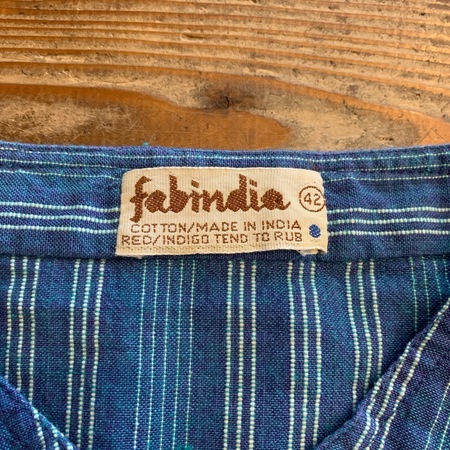 fabindia 42
COTTON/MADE IN INDIA
RED/INDIGO TEND TO RUB